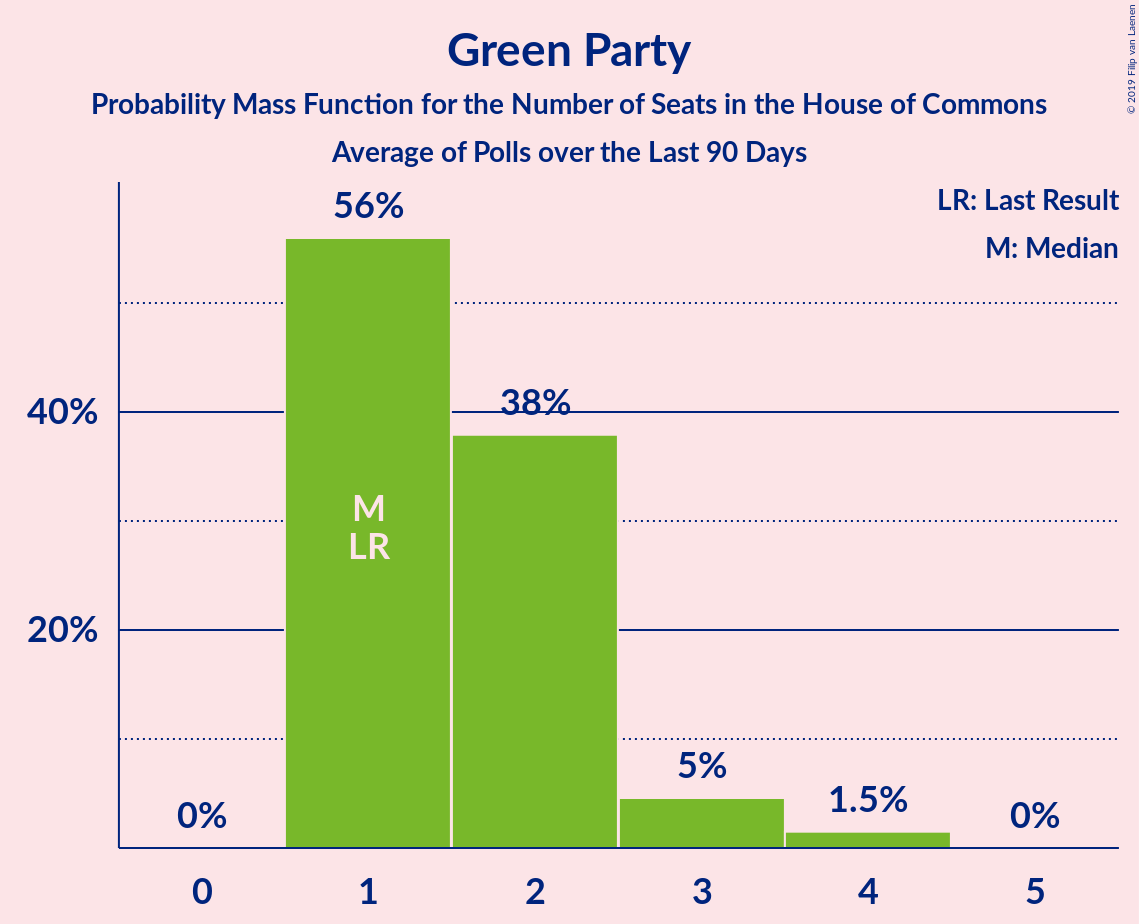 Green Party
Probability Mass Function for the Number of Seats in the House of Commons
Average of Polls over the Last 90 Days
© 2019 Filip van Laenen
LR: Last Result
M: Median
56%
40%
38%
M
LR
20%
5%
1.5%
0%
0%
0
1
2
3
4
5